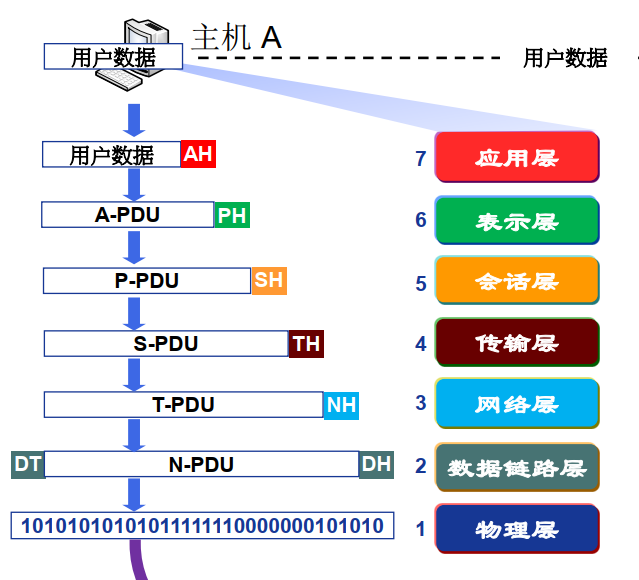 主机 A
用户数据
用户数据
用户数据 AH
7 应用层
A-PDU PH
6 表示层
P-PDU SH
5 会话层
S-PDU TH
4 传输层
T-PDU NH
3 网络层
DT N-PDU DH
2 数据链路层
1010101010101111111000000​0101010
1 物理层